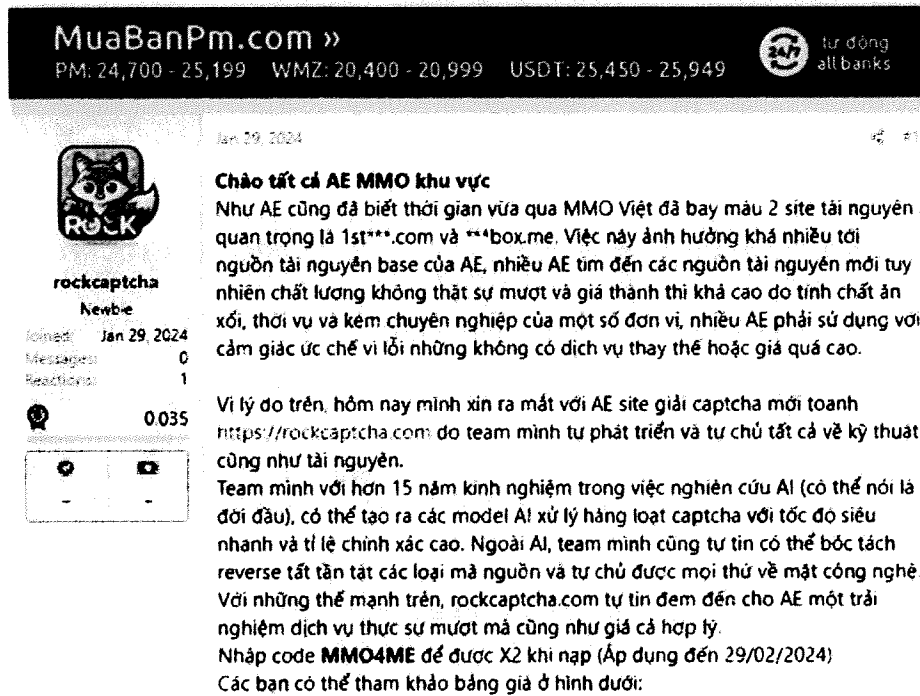 MuaBanPm.com »
PM: 24,700 - 25,199 WMZ: 20,400 - 20,999 USDT: 25,450 - 25,949
24/7
tự động
all banks
Jan 29, 2024
#1
ROCK
rockcaptcha
Newbie
Joined: Jan 29, 2024
Messages: 0
Reactions: 1
0.035
- -
Chào tất cả AE MMO khu vực
Như AE cũng đã biết thời gian vừa qua MMO Việt đã bay màu 2 site tài nguyên
quan trọng là 1st***.com và ***box.me. Việc này ảnh hưởng khá nhiều tới
nguồn tài nguyên base của AE, nhiều AE tìm đến các nguồn tài nguyên mới tuy
nhiên chất lượng không thật sự mượt và giá thành thì khá cao do tính chất ăn
xổi, thời vụ và kém chuyên nghiệp của một số đơn vị, nhiều AE phải sử dụng với
cảm giác ức chế vì lỗi nhưng không có dịch vụ thay thế hoặc giá quá cao.
Vì lý do trên, hôm nay mình xin ra mắt với AE site giải captcha mới toanh
https://rockcaptcha.com do team mình tự phát triển và tự chủ tất cả về kỹ thuật
cũng như tài nguyên.
Team mình với hơn 15 năm kinh nghiệm trong việc nghiên cứu AI (có thể nói là
đời đầu), có thể tạo ra các model AI xử lý hàng loạt captcha với tốc độ siêu
nhanh và tỉ lệ chính xác cao. Ngoài AI, team mình cũng tự tin có thể bóc tách
reverse tất tần tật các loại mã nguồn và tự chủ được mọi thứ về mặt công nghệ.
Với những thế mạnh trên, rockcaptcha.com tự tin đem đến cho AE một trải
nghiệm dịch vụ thực sự mượt mà cũng như giá cả hợp lý.
Nhập code MMO4ME để được X2 khi nạp (Áp dụng đến 29/02/2024)
Các bạn có thể tham khảo bảng giá ở hình dưới: